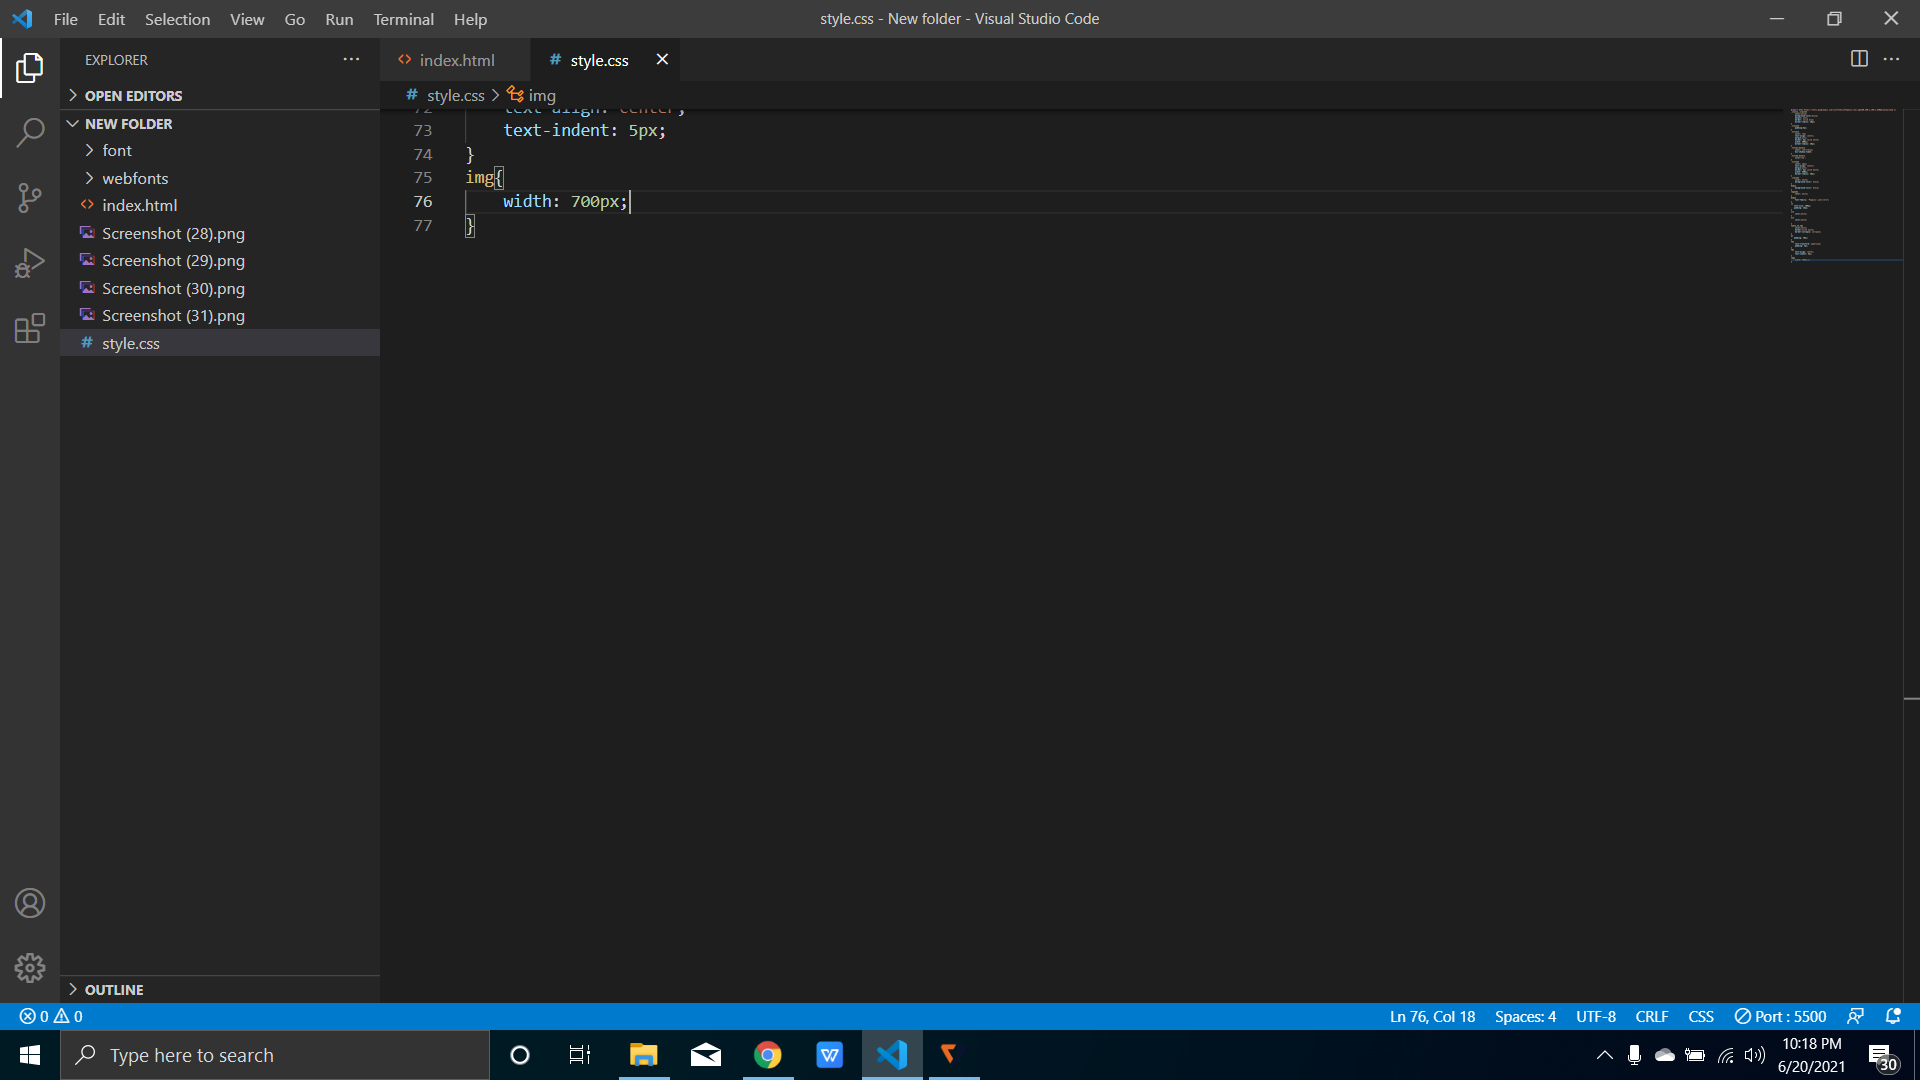 File Edit Selection View Go Run Terminal Help
style.css - New folder - Visual Studio Code
EXPLORER
OPEN EDITORS
NEW FOLDER
font
webfonts
index.html
Screenshot (28).png
Screenshot (29).png
Screenshot (30).png
Screenshot (31).png
# style.css
OUTLINE
index.html
# style.css
# style.css > img
72 text-align: center;
73 text-indent: 5px;
74 }
75 img{
76 width: 700px;
77 }
0 0
Ln 76, Col 18 Spaces: 4 UTF-8 CRLF CSS Port : 5500
Type here to search
W
10:18 PM
6/20/2021
30